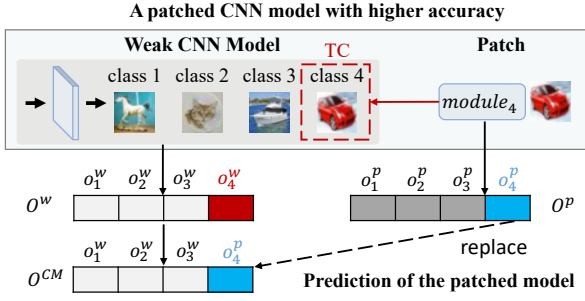 A patched CNN model with higher accuracy
Weak CNN Model
Patch
TC
class 1 class 2 class 3 class 4
module₄
o₁ʷ o₂ʷ o₃ʷ o₄ʷ
Oʷ
o₁ᵖ o₂ᵖ o₃ᵖ o₄ᵖ
Oᵖ
o₁ʷ o₂ʷ o₃ʷ o₄ᵖ
Oᶜᴹ
replace
Prediction of the patched model